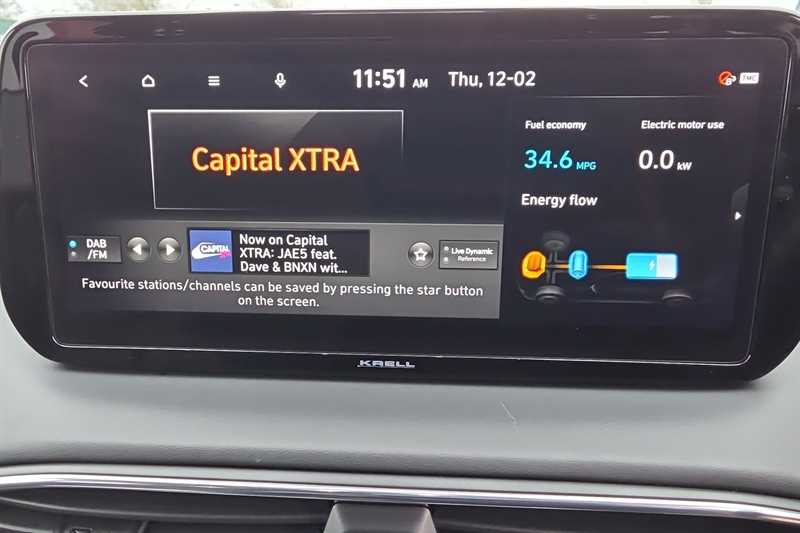 11:51 AM Thu, 12-02
TMC
Capital XTRA
DAB
/FM
CAPITAL
Now on Capital
XTRA: JAE5 feat.
Dave & BNXN wit...
Live Dynamic
Reference
Favourite stations/channels can be saved by pressing the star button
on the screen.
Fuel economy
34.6 MPG
Electric motor use
0.0 kW
Energy flow
KRELL